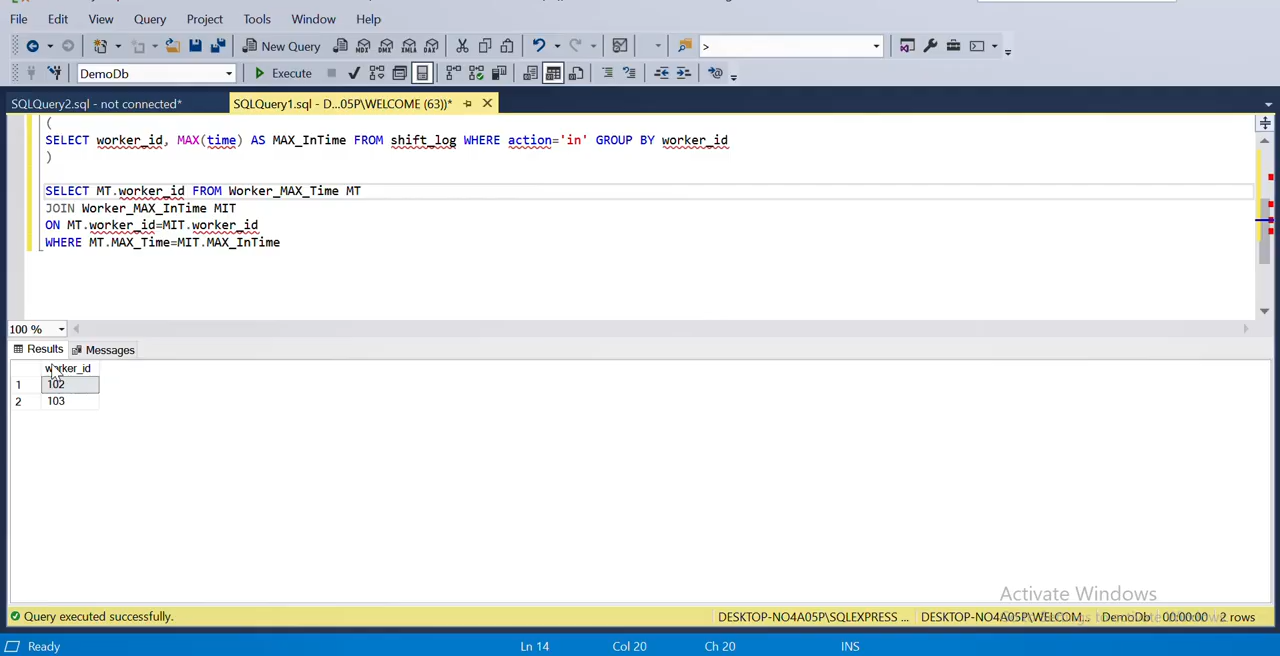 File Edit View Query Project Tools Window Help
New Query >
DemoDb Execute
SQLQuery2.sql - not connected* SQLQuery1.sql - D...05P\WELCOME (63))*
(
SELECT worker_id, MAX(time) AS MAX_InTime FROM shift_log WHERE action='in' GROUP BY worker_id
)
SELECT MT.worker_id FROM Worker_MAX_Time MT
JOIN Worker_MAX_InTime MIT
ON MT.worker_id=MIT.worker_id
WHERE MT.MAX_Time=MIT.MAX_InTime
100 %
Results Messages
worker_id
1 102
2 103
Activate Windows
Query executed successfully. DESKTOP-NO4A05P\SQLEXPRESS ... DESKTOP-NO4A05P\WELCOM... DemoDb 00:00:00 2 rows
Ready Ln 14 Col 20 Ch 20 INS